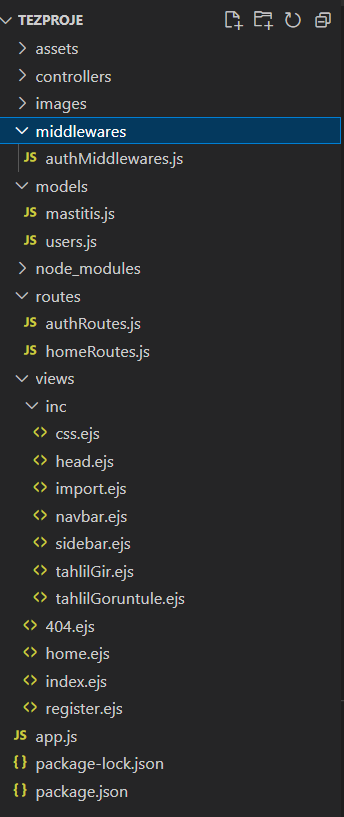 TEZPROJE
assets
controllers
images
middlewares
JS authMiddlewares.js
models
JS mastitis.js
JS users.js
node_modules
routes
JS authRoutes.js
JS homeRoutes.js
views
inc
<> css.ejs
<> head.ejs
<> import.ejs
<> navbar.ejs
<> sidebar.ejs
<> tahlilGir.ejs
<> tahlilGoruntule.ejs
<> 404.ejs
<> home.ejs
<> index.ejs
<> register.ejs
JS app.js
{} package-lock.json
{} package.json